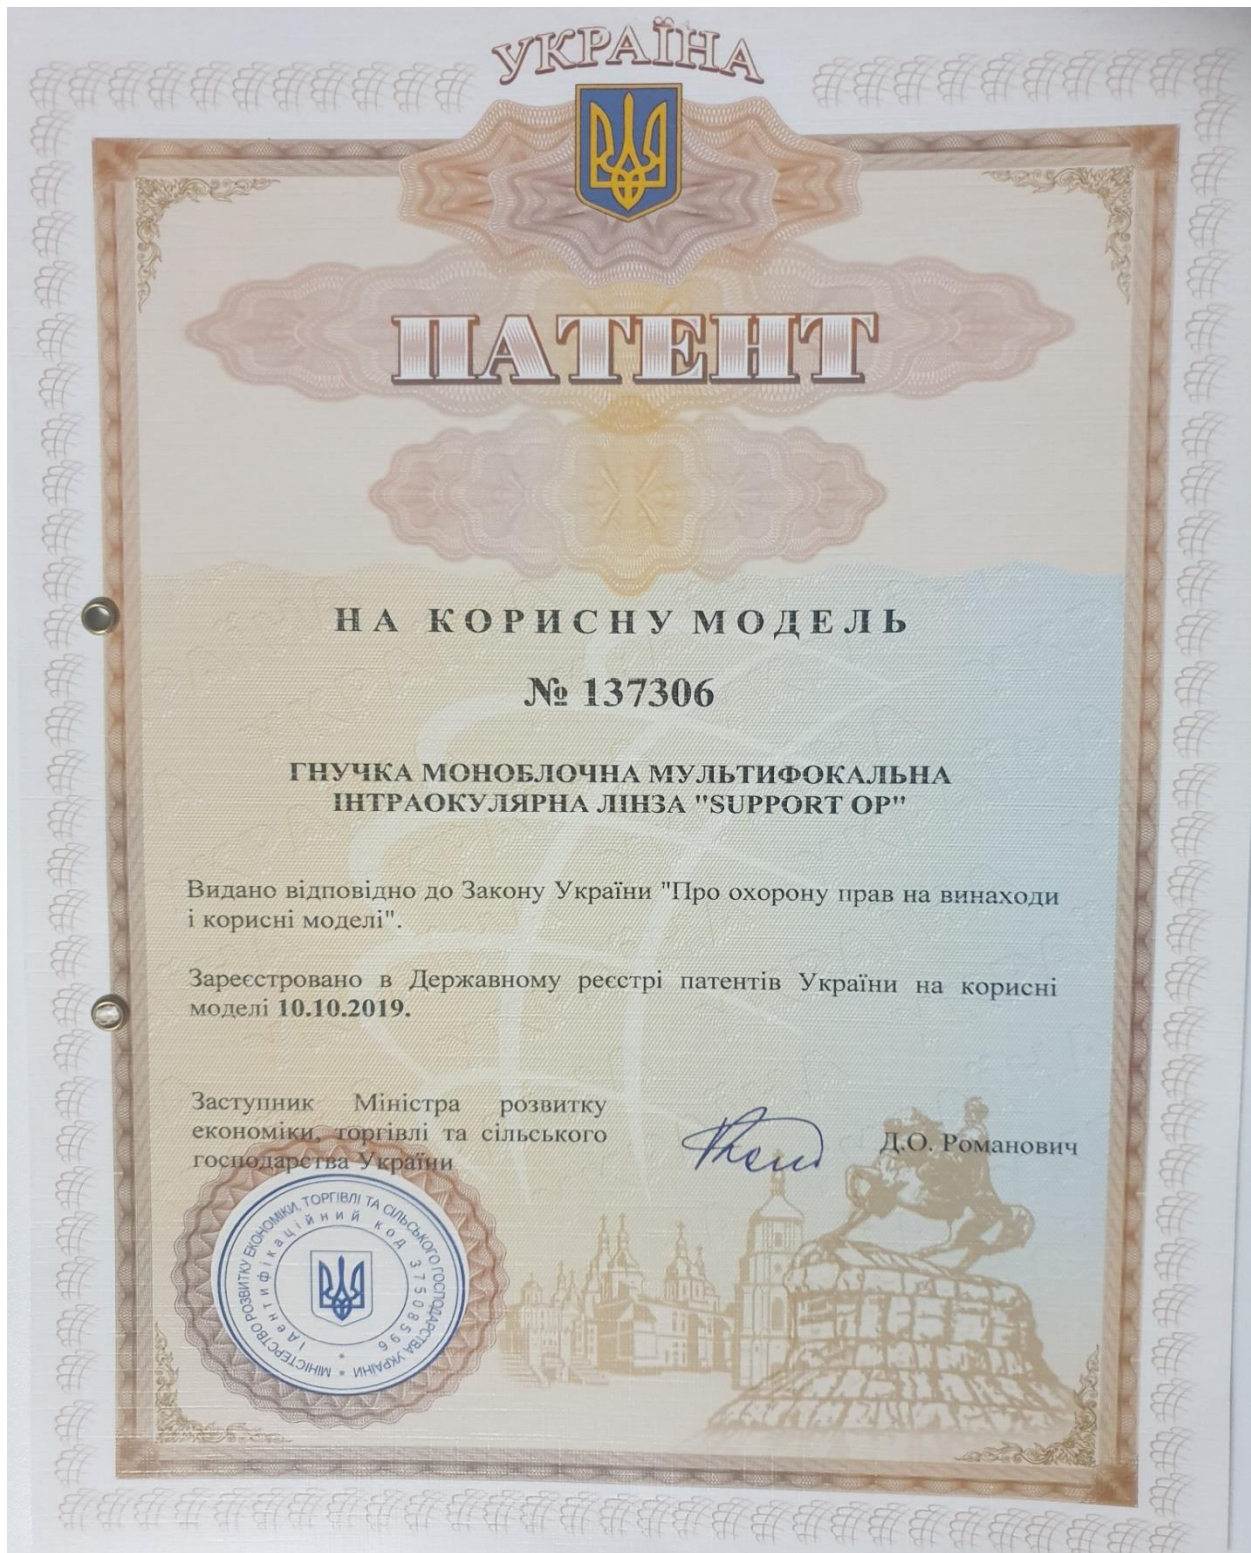 УКРАЇНА
ПАТЕНТ
НА КОРИСНУ МОДЕЛЬ
№ 137306
ГНУЧКА МОНОБЛОЧНА МУЛЬТИФОКАЛЬНА
ІНТРАОКУЛЯРНА ЛІНЗА "SUPPORT OP"
Видано відповідно до Закону України "Про охорону прав на винаходи
і корисні моделі".
Зареєстровано в Державному реєстрі патентів України на корисні
моделі 10.10.2019.
Заступник Міністра розвитку
економіки, торгівлі та сільського
господарства України
Д.О. Романович
МІНІСТЕРСТВО РОЗВИТКУ ЕКОНОМІКИ, ТОРГІВЛІ ТА СІЛЬСЬКОГО ГОСПОДАРСТВА УКРАЇНИ *
Ідентифікаційний код 37508596 *